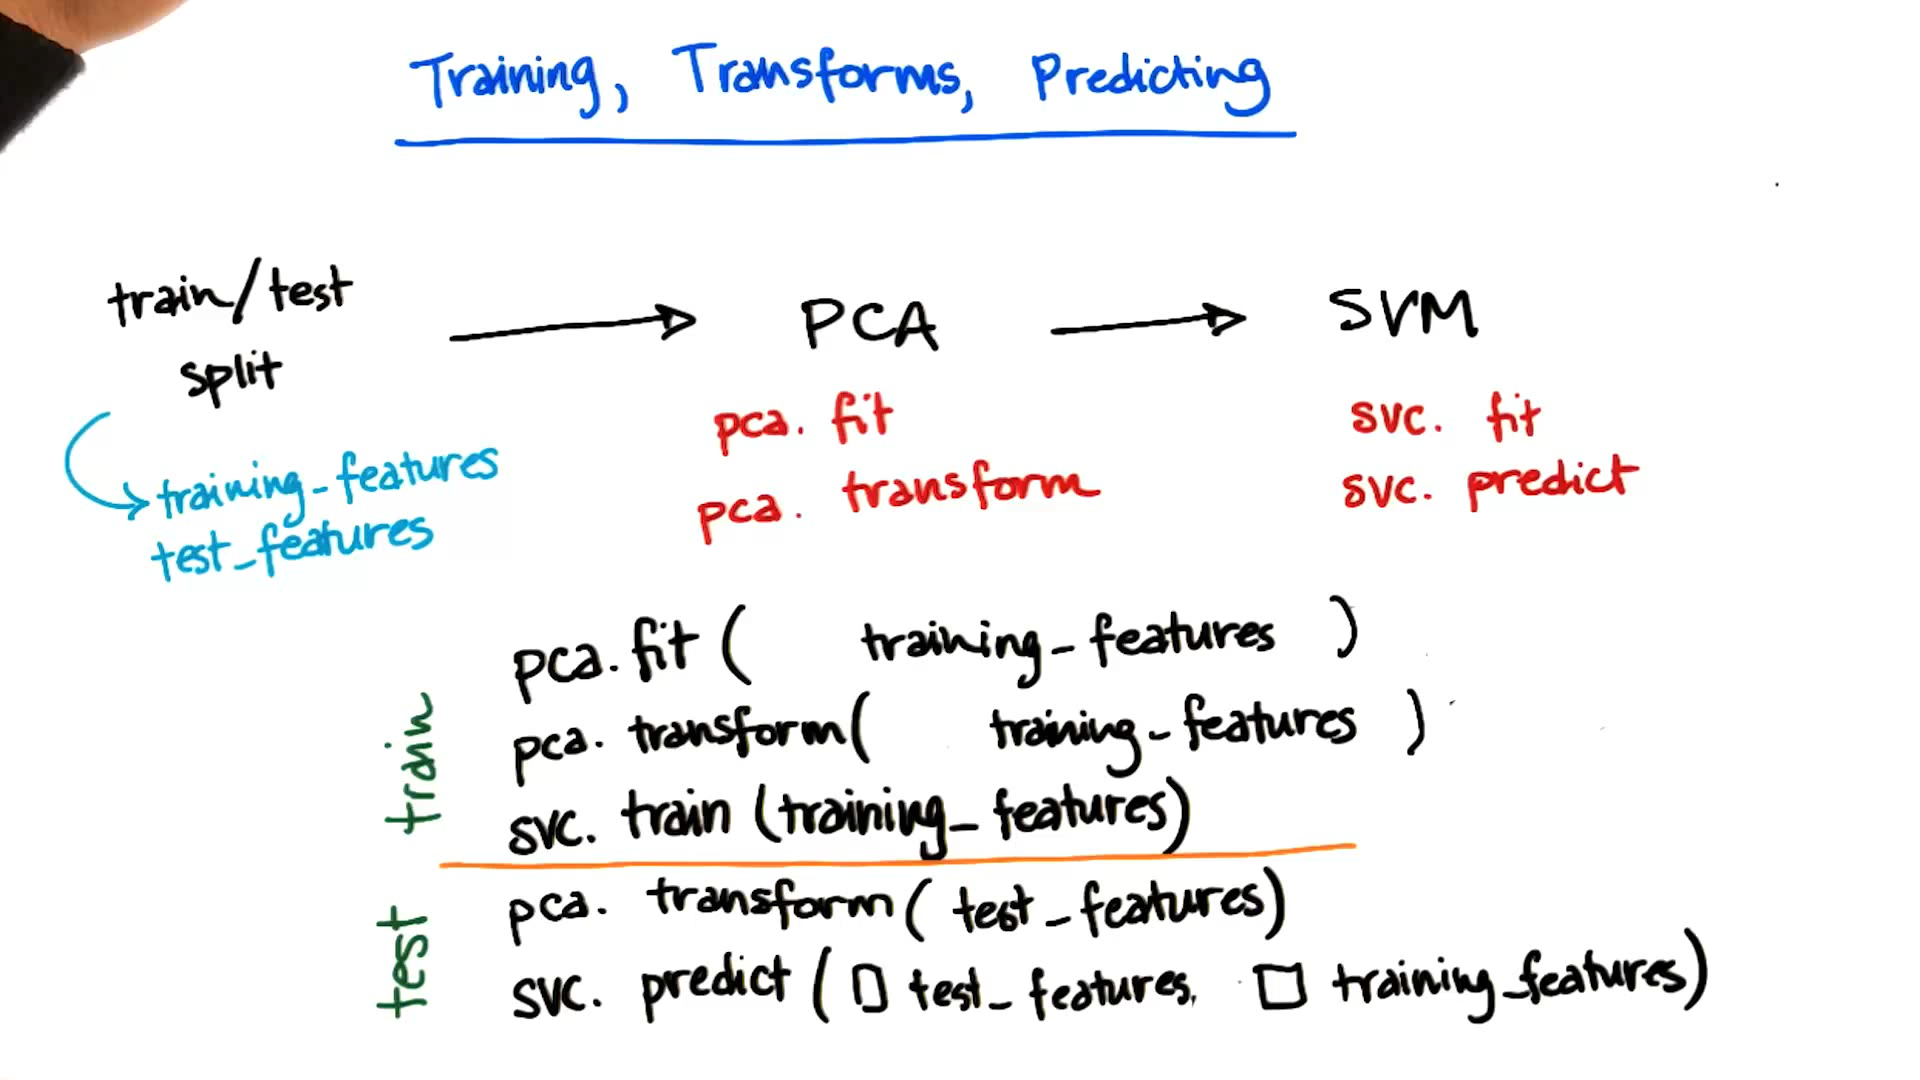 Training, Transforms, Predicting
train/test
split
training_features
test_features
PCA
pca. fit
pca. transform
SVM
svc. fit
svc. predict
train
pca.fit ( training_features )
pca. transform( training_features )
svc. train (training_features)
test
pca. transform( test_features)
svc. predict ( test_features, training_features)